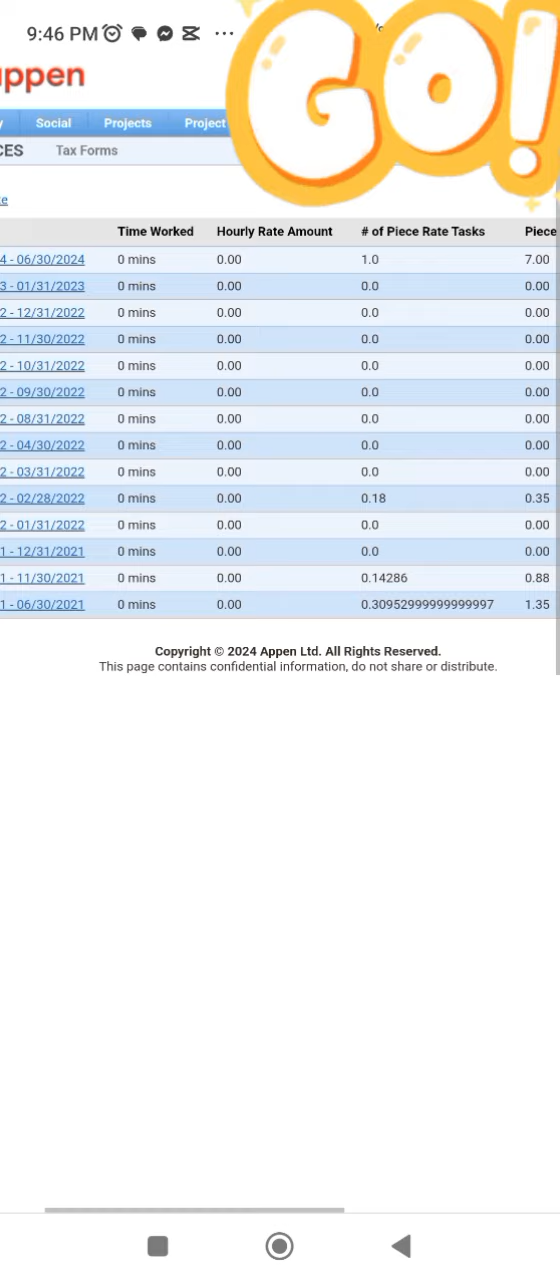 9:46 PM ...
GO!
appen
y Social Projects Project
CES Tax Forms
te
Time Worked Hourly Rate Amount # of Piece Rate Tasks Piece
4 - 06/30/2024 0 mins 0.00 1.0 7.00
3 - 01/31/2023 0 mins 0.00 0.0 0.00
2 - 12/31/2022 0 mins 0.00 0.0 0.00
2 - 11/30/2022 0 mins 0.00 0.0 0.00
2 - 10/31/2022 0 mins 0.00 0.0 0.00
2 - 09/30/2022 0 mins 0.00 0.0 0.00
2 - 08/31/2022 0 mins 0.00 0.0 0.00
2 - 04/30/2022 0 mins 0.00 0.0 0.00
2 - 03/31/2022 0 mins 0.00 0.0 0.00
2 - 02/28/2022 0 mins 0.00 0.18 0.35
2 - 01/31/2022 0 mins 0.00 0.0 0.00
1 - 12/31/2021 0 mins 0.00 0.0 0.00
1 - 11/30/2021 0 mins 0.00 0.14286 0.88
1 - 06/30/2021 0 mins 0.00 0.30952999999999997 1.35
Copyright © 2024 Appen Ltd. All Rights Reserved.
This page contains confidential information, do not share or distribute.